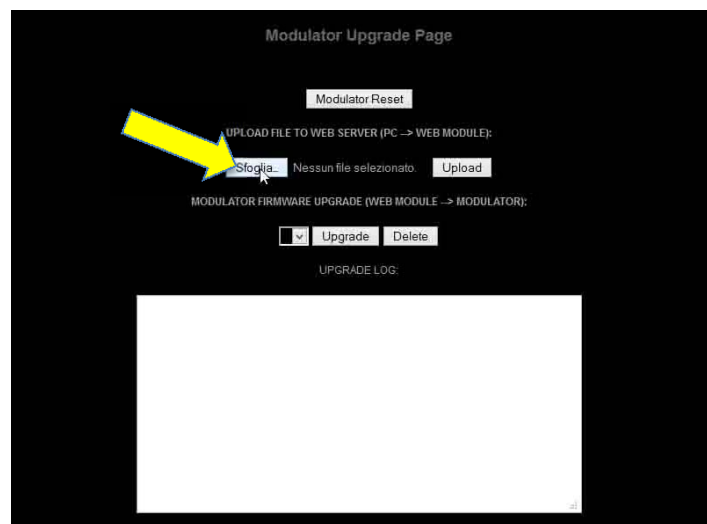 Modulator Upgrade Page
Modulator Reset
UPLOAD FILE TO WEB SERVER (PC --> WEB MODULE):
Sfoglia_ Nessun file selezionato. Upload
MODULATOR FIRMWARE UPGRADE (WEB MODULE --> MODULATOR):
Upgrade Delete
UPGRADE LOG: